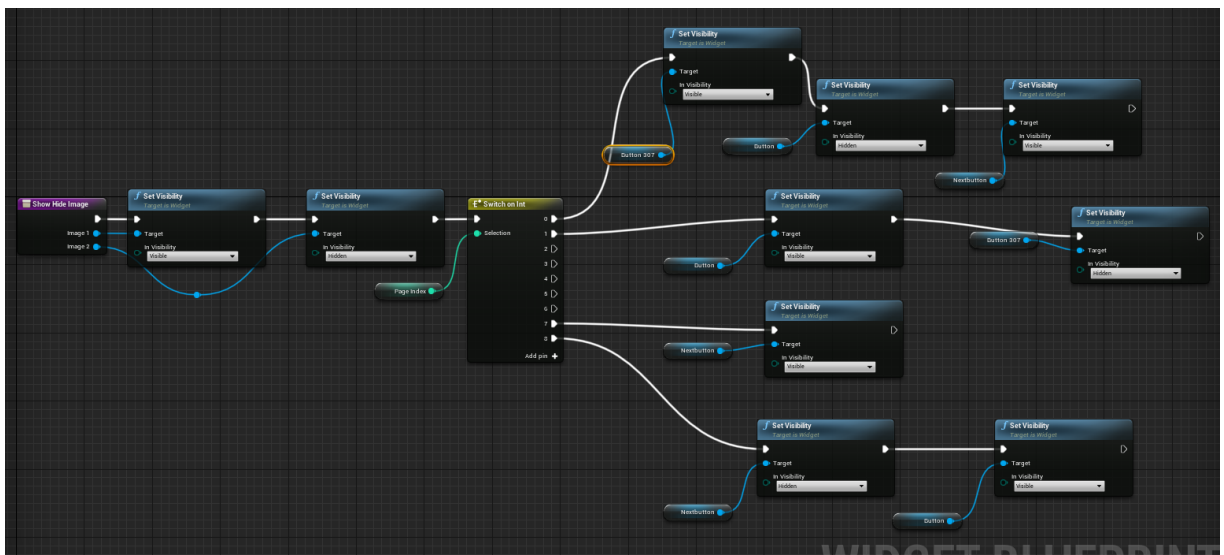 Set Visibility
Target is Widget
Target
In Visibility
Visible
Button 307
Set Visibility
Target is Widget
Target
In Visibility
Hidden
Button
Set Visibility
Target is Widget
Target
In Visibility
Visible
Nextbutton
Show Hide Image
Image 1
Image 2
Set Visibility
Target is Widget
Target
In Visibility
Visible
Set Visibility
Target is Widget
Target
In Visibility
Hidden
Page Index
Switch on Int
Selection
0
1
2
3
4
5
6
7
8
Add pin +
Set Visibility
Target is Widget
Target
In Visibility
Visible
Button
Set Visibility
Target is Widget
Target
In Visibility
Hidden
Button 307
Set Visibility
Target is Widget
Target
In Visibility
Visible
Nextbutton
Set Visibility
Target is Widget
Target
In Visibility
Hidden
Nextbutton
Set Visibility
Target is Widget
Target
In Visibility
Visible
Button
WIDGET BLUEPRINT